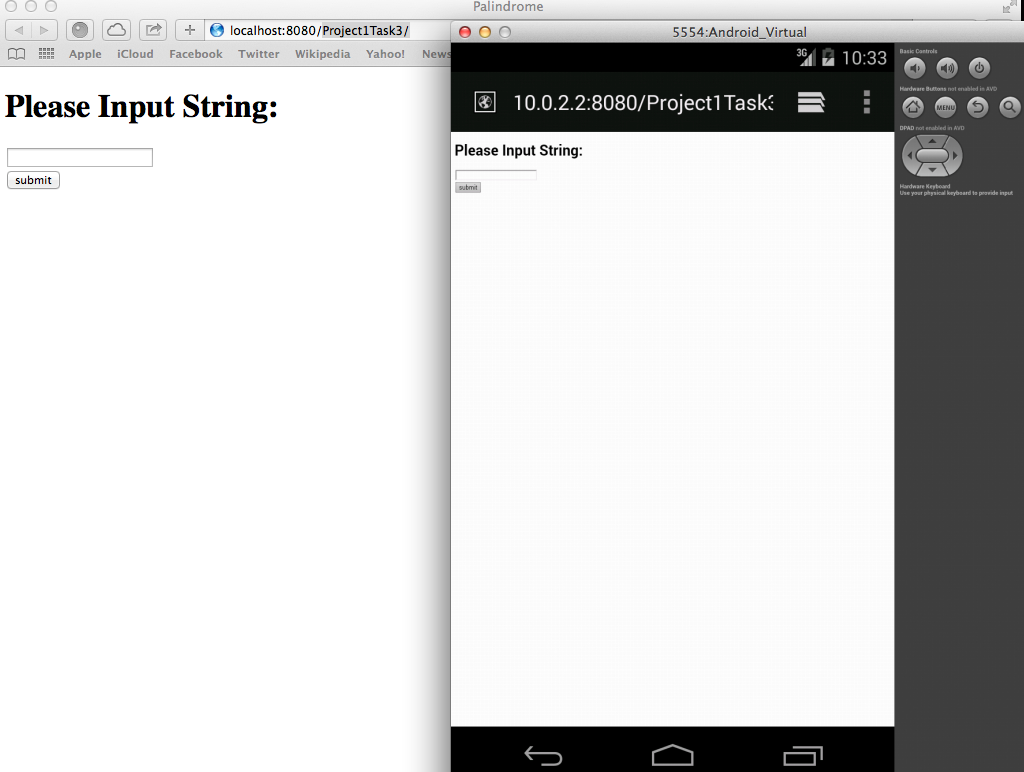 Palindrome
localhost:8080/Project1Task3/
Apple iCloud Facebook Twitter Wikipedia Yahoo! News
Please Input String:
submit
5554:Android_Virtual
3G 10:33
10.0.2.2:8080/Project1Task3
Please Input String:
submit
Basic Controls
Hardware Buttons not enabled in AVD
MENU
DPAD not enabled in AVD
Hardware Keyboard
Use your physical keyboard to provide input